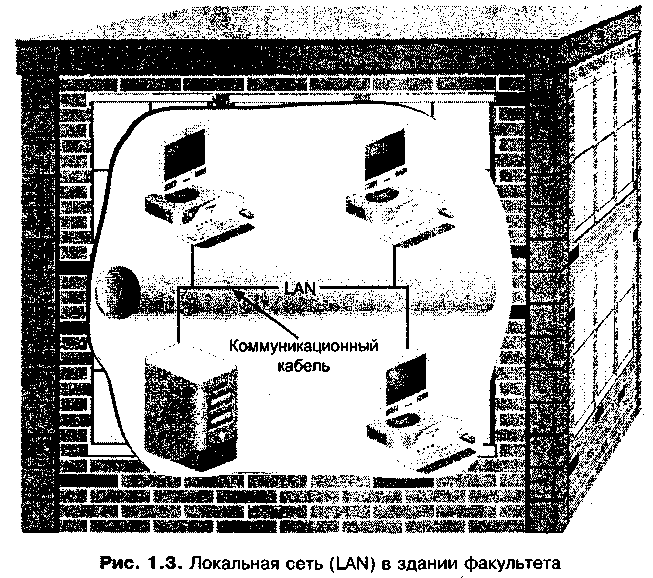 LAN
Коммуникационный
кабель
Рис. 1.3. Локальная сеть (LAN) в здании факультета